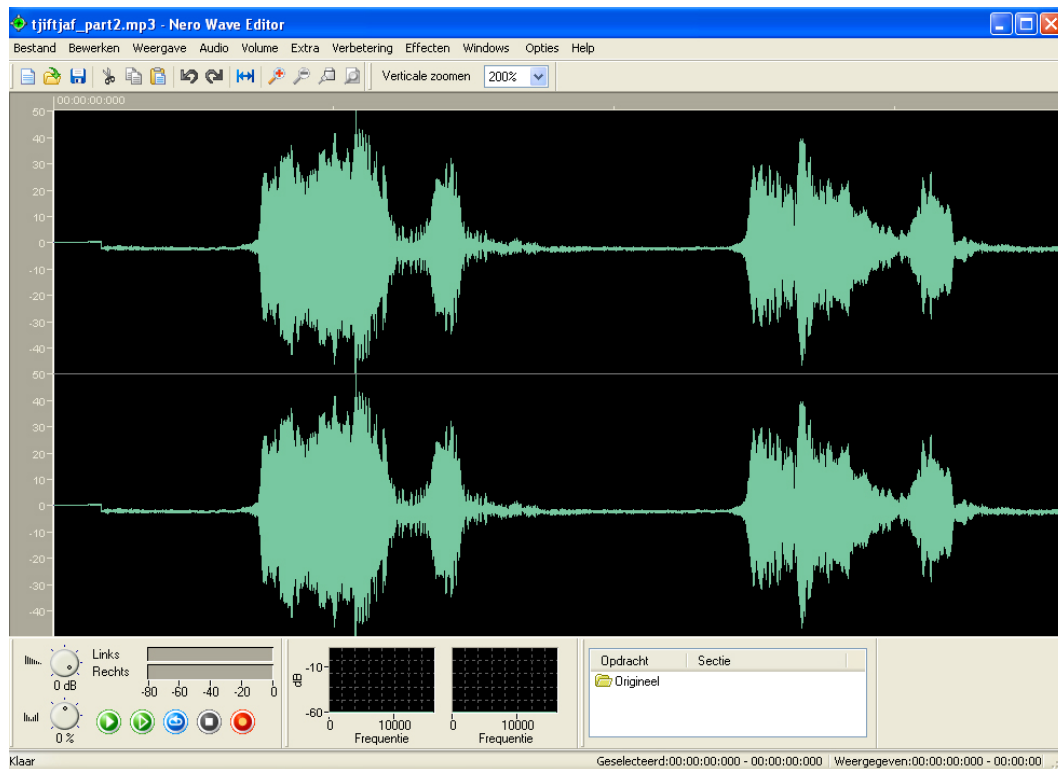 tjiftjaf_part2.mp3 - Nero Wave Editor
Bestand Bewerken Weergave Audio Volume Extra Verbetering Effecten Windows Opties Help
Verticale zoomen 200%
00:00:00:000
50
40
30
20
10
0
-10
-20
-30
-40
50
40
30
20
10
0
-10
-20
-30
-40
Links
Rechts
-80 -60 -40 -20 0
0 dB
0 %
dB
-10
-60
0 10000
Frequentie
0 10000
Frequentie
Opdracht Sectie
Origineel
Klaar
Geselecteerd:00:00:00:000 - 00:00:00:000 Weergegeven:00:00:00:000 - 00:00:00